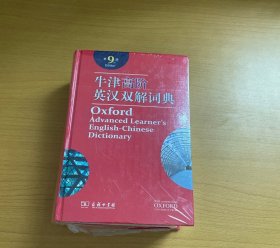 第9版
牛津高阶
英汉双解词典
Oxford
Advanced Learner's
English-Chinese
Dictionary
商务印书馆
OXFORD